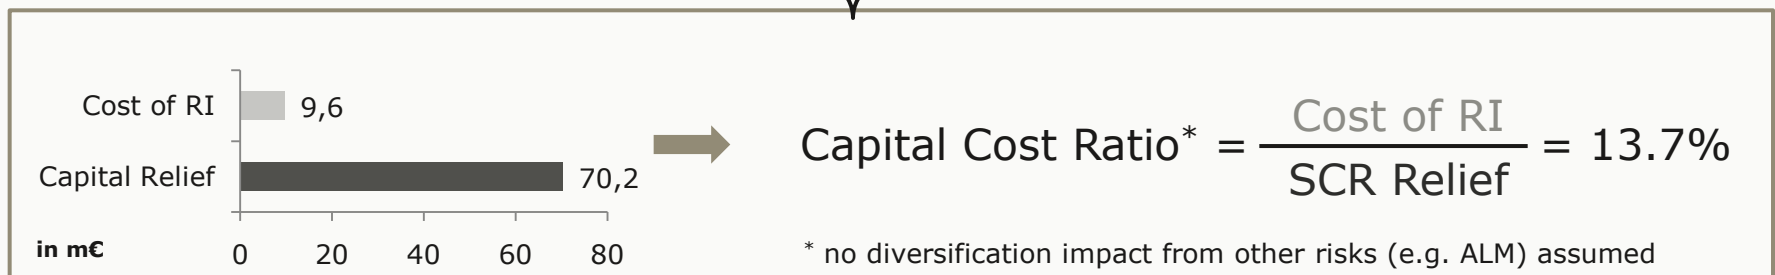 Cost of RI 9,6
Capital Relief 70,2
in m€ 0 20 40 60 80
Capital Cost Ratio* = Cost of RI / SCR Relief = 13.7%
* no diversification impact from other risks (e.g. ALM) assumed